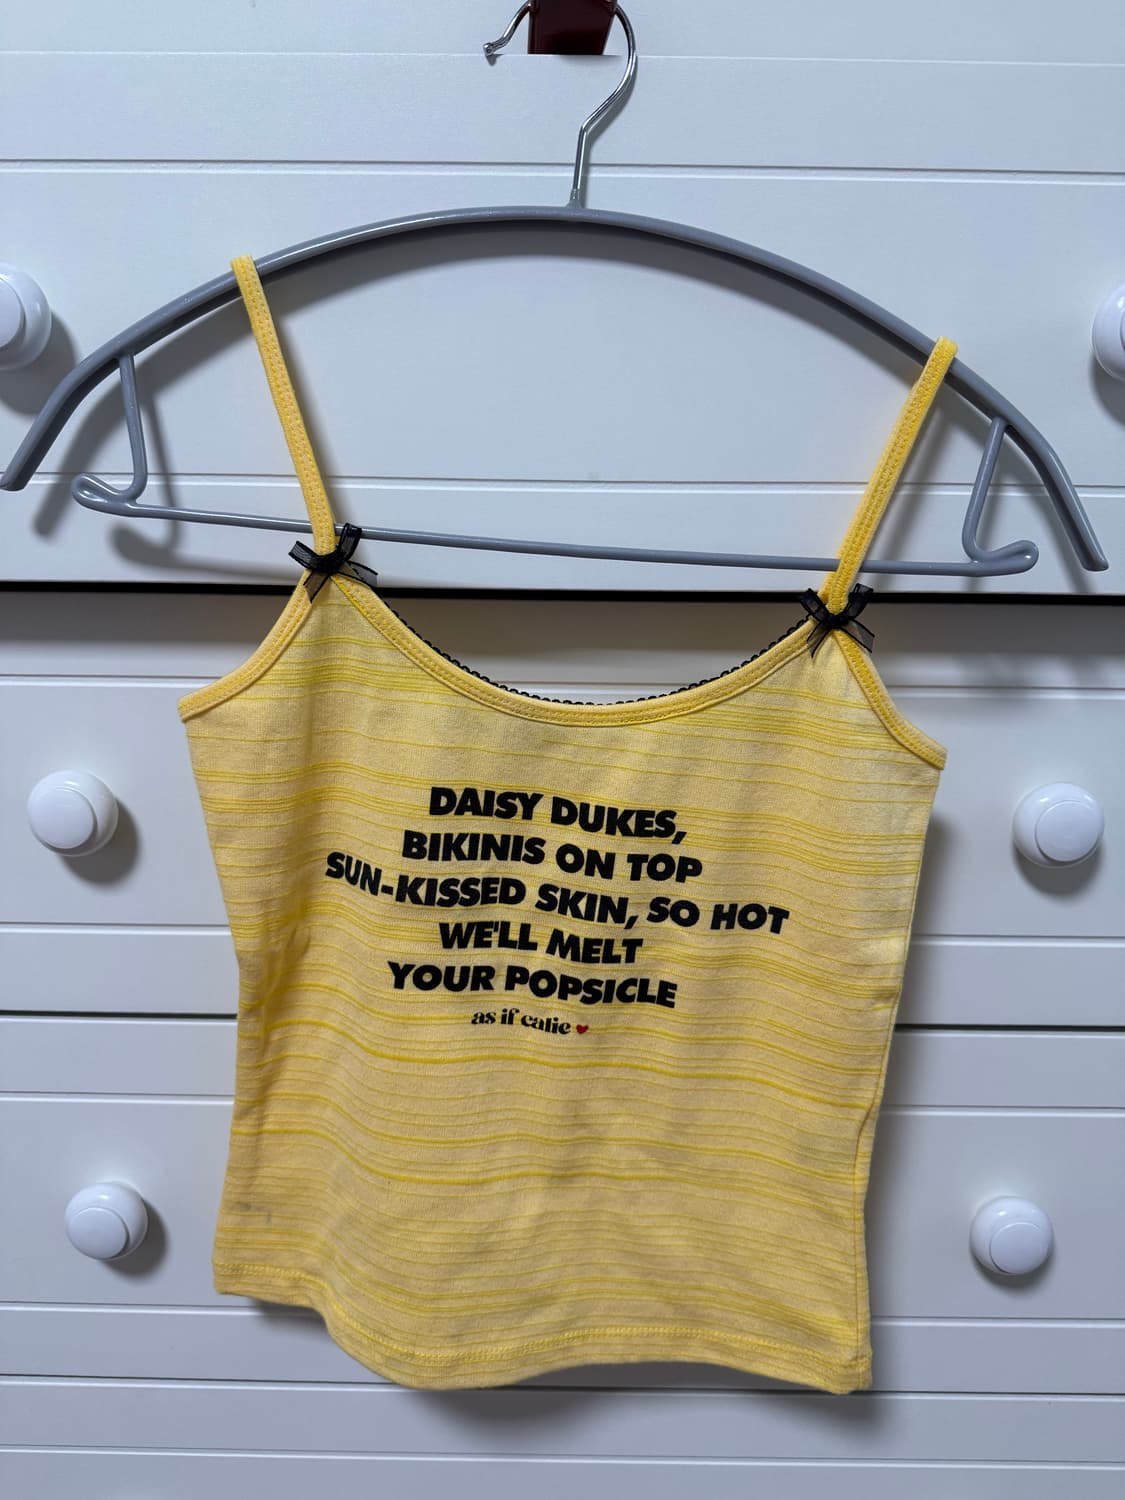 DAISY DUKES,
BIKINIS ON TOP
SUN-KISSED SKIN, SO HOT
WE'LL MELT
YOUR POPSICLE
as if calie ♥